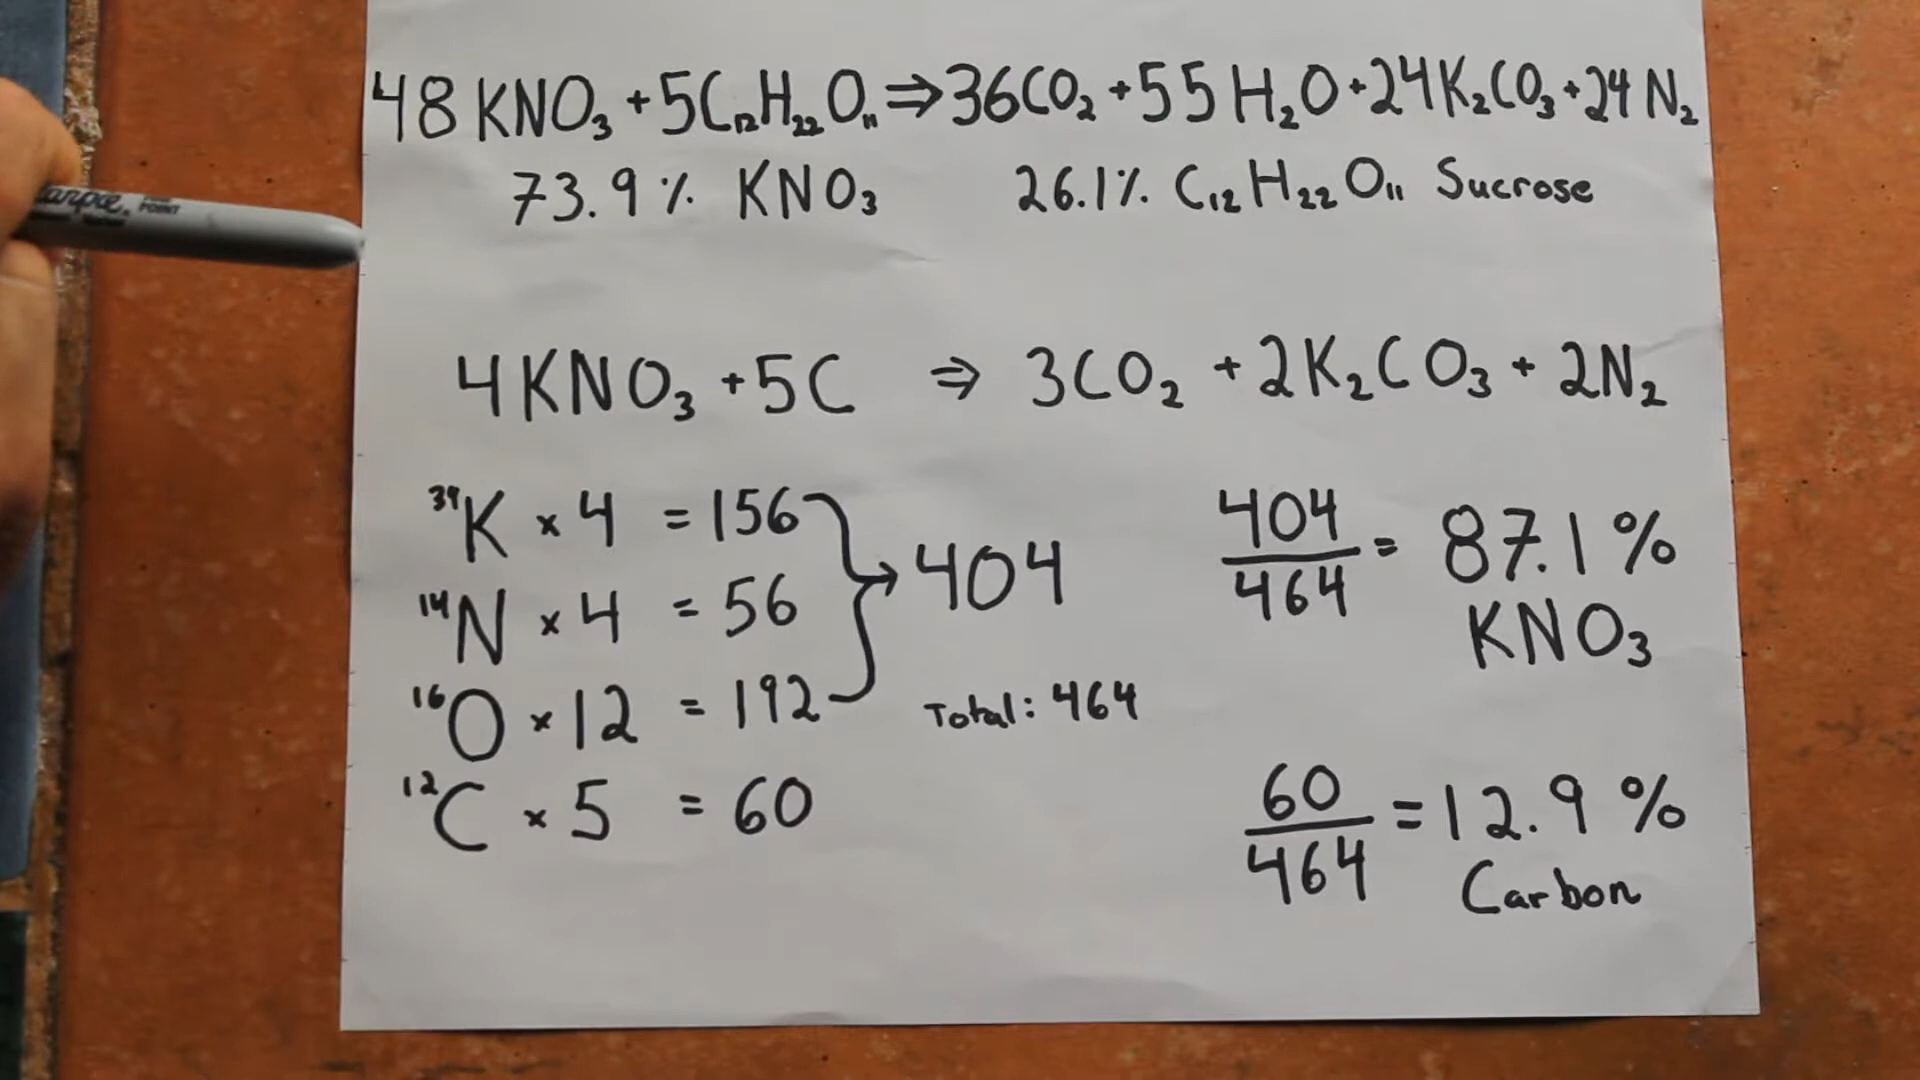 48 KNO₃ + 5C₁₂H₂₂O₁₁ ⇒ 36CO₂ + 55 H₂O + 24K₂CO₃ + 24 N₂
73.9 % KNO₃ 26.1% C₁₂H₂₂O₁₁ Sucrose
4KNO₃ + 5C ⇒ 3CO₂ + 2K₂CO₃ + 2N₂
³⁹K × 4 = 156
¹⁴N × 4 = 56
¹⁶O × 12 = 192
→ 404
Total: 464
¹²C × 5 = 60
404/464 = 87.1 %
KNO₃
60/464 = 12.9 %
Carbon
POINT